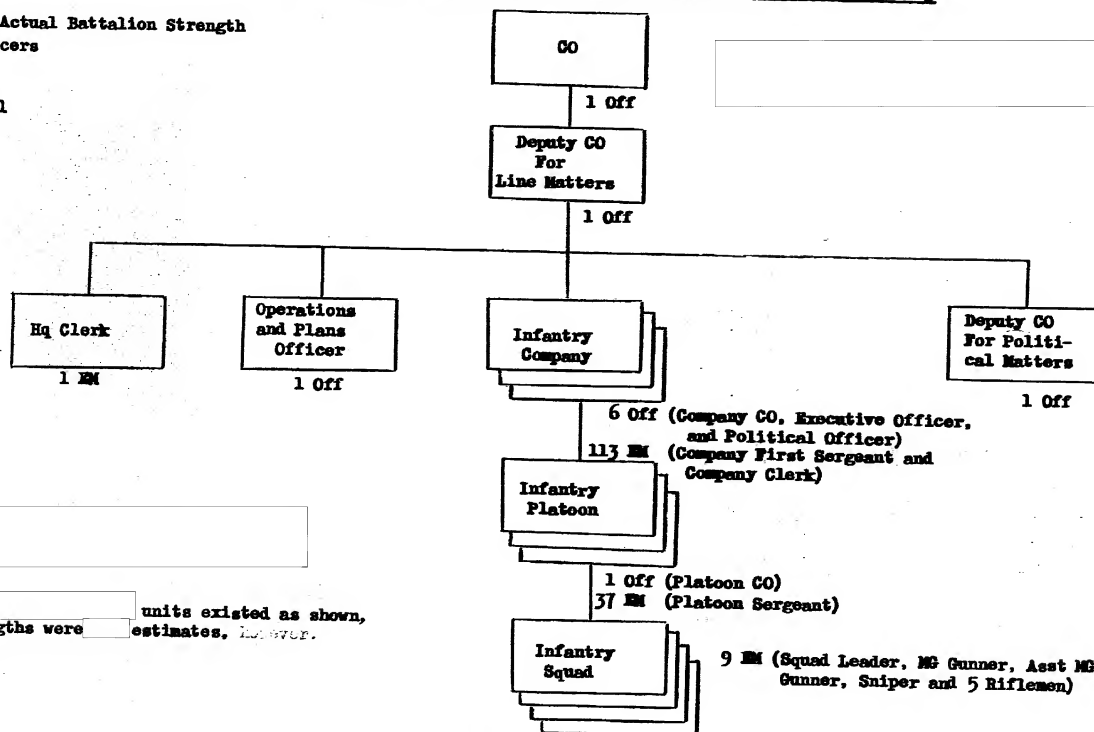 Actual Battalion Strength
cers
1
CO
1 Off
Deputy CO
For
Line Matters
1 Off
Hq Clerk
1 EM
Operations
and Plans
Officer
1 Off
Infantry
Company
Deputy CO
For Politi-
cal Matters
1 Off
6 Off (Company CO, Executive Officer,
and Political Officer)
113 EM (Company First Sergeant and
Company Clerk)
Infantry
Platoon
1 Off (Platoon CO)
37 EM (Platoon Sergeant)
units existed as shown,
gths were estimates, however.
Infantry
Squad
9 EM (Squad Leader, MG Gunner, Asst MG
Gunner, Sniper and 5 Riflemen)